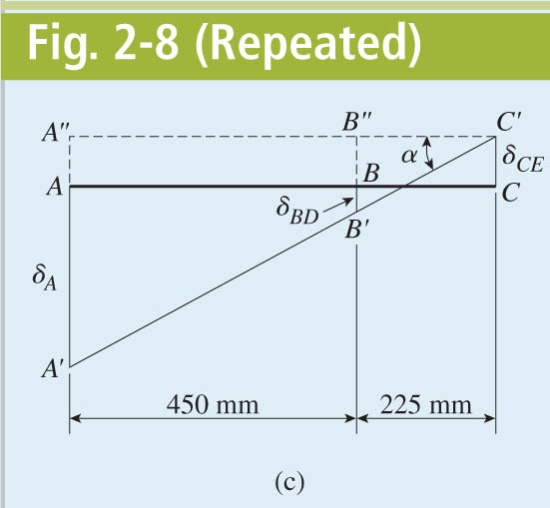 Fig. 2-8 (Repeated)
A" B" C'
α δCE
A B C
δBD
B'
δA
A'
450 mm 225 mm
(c)